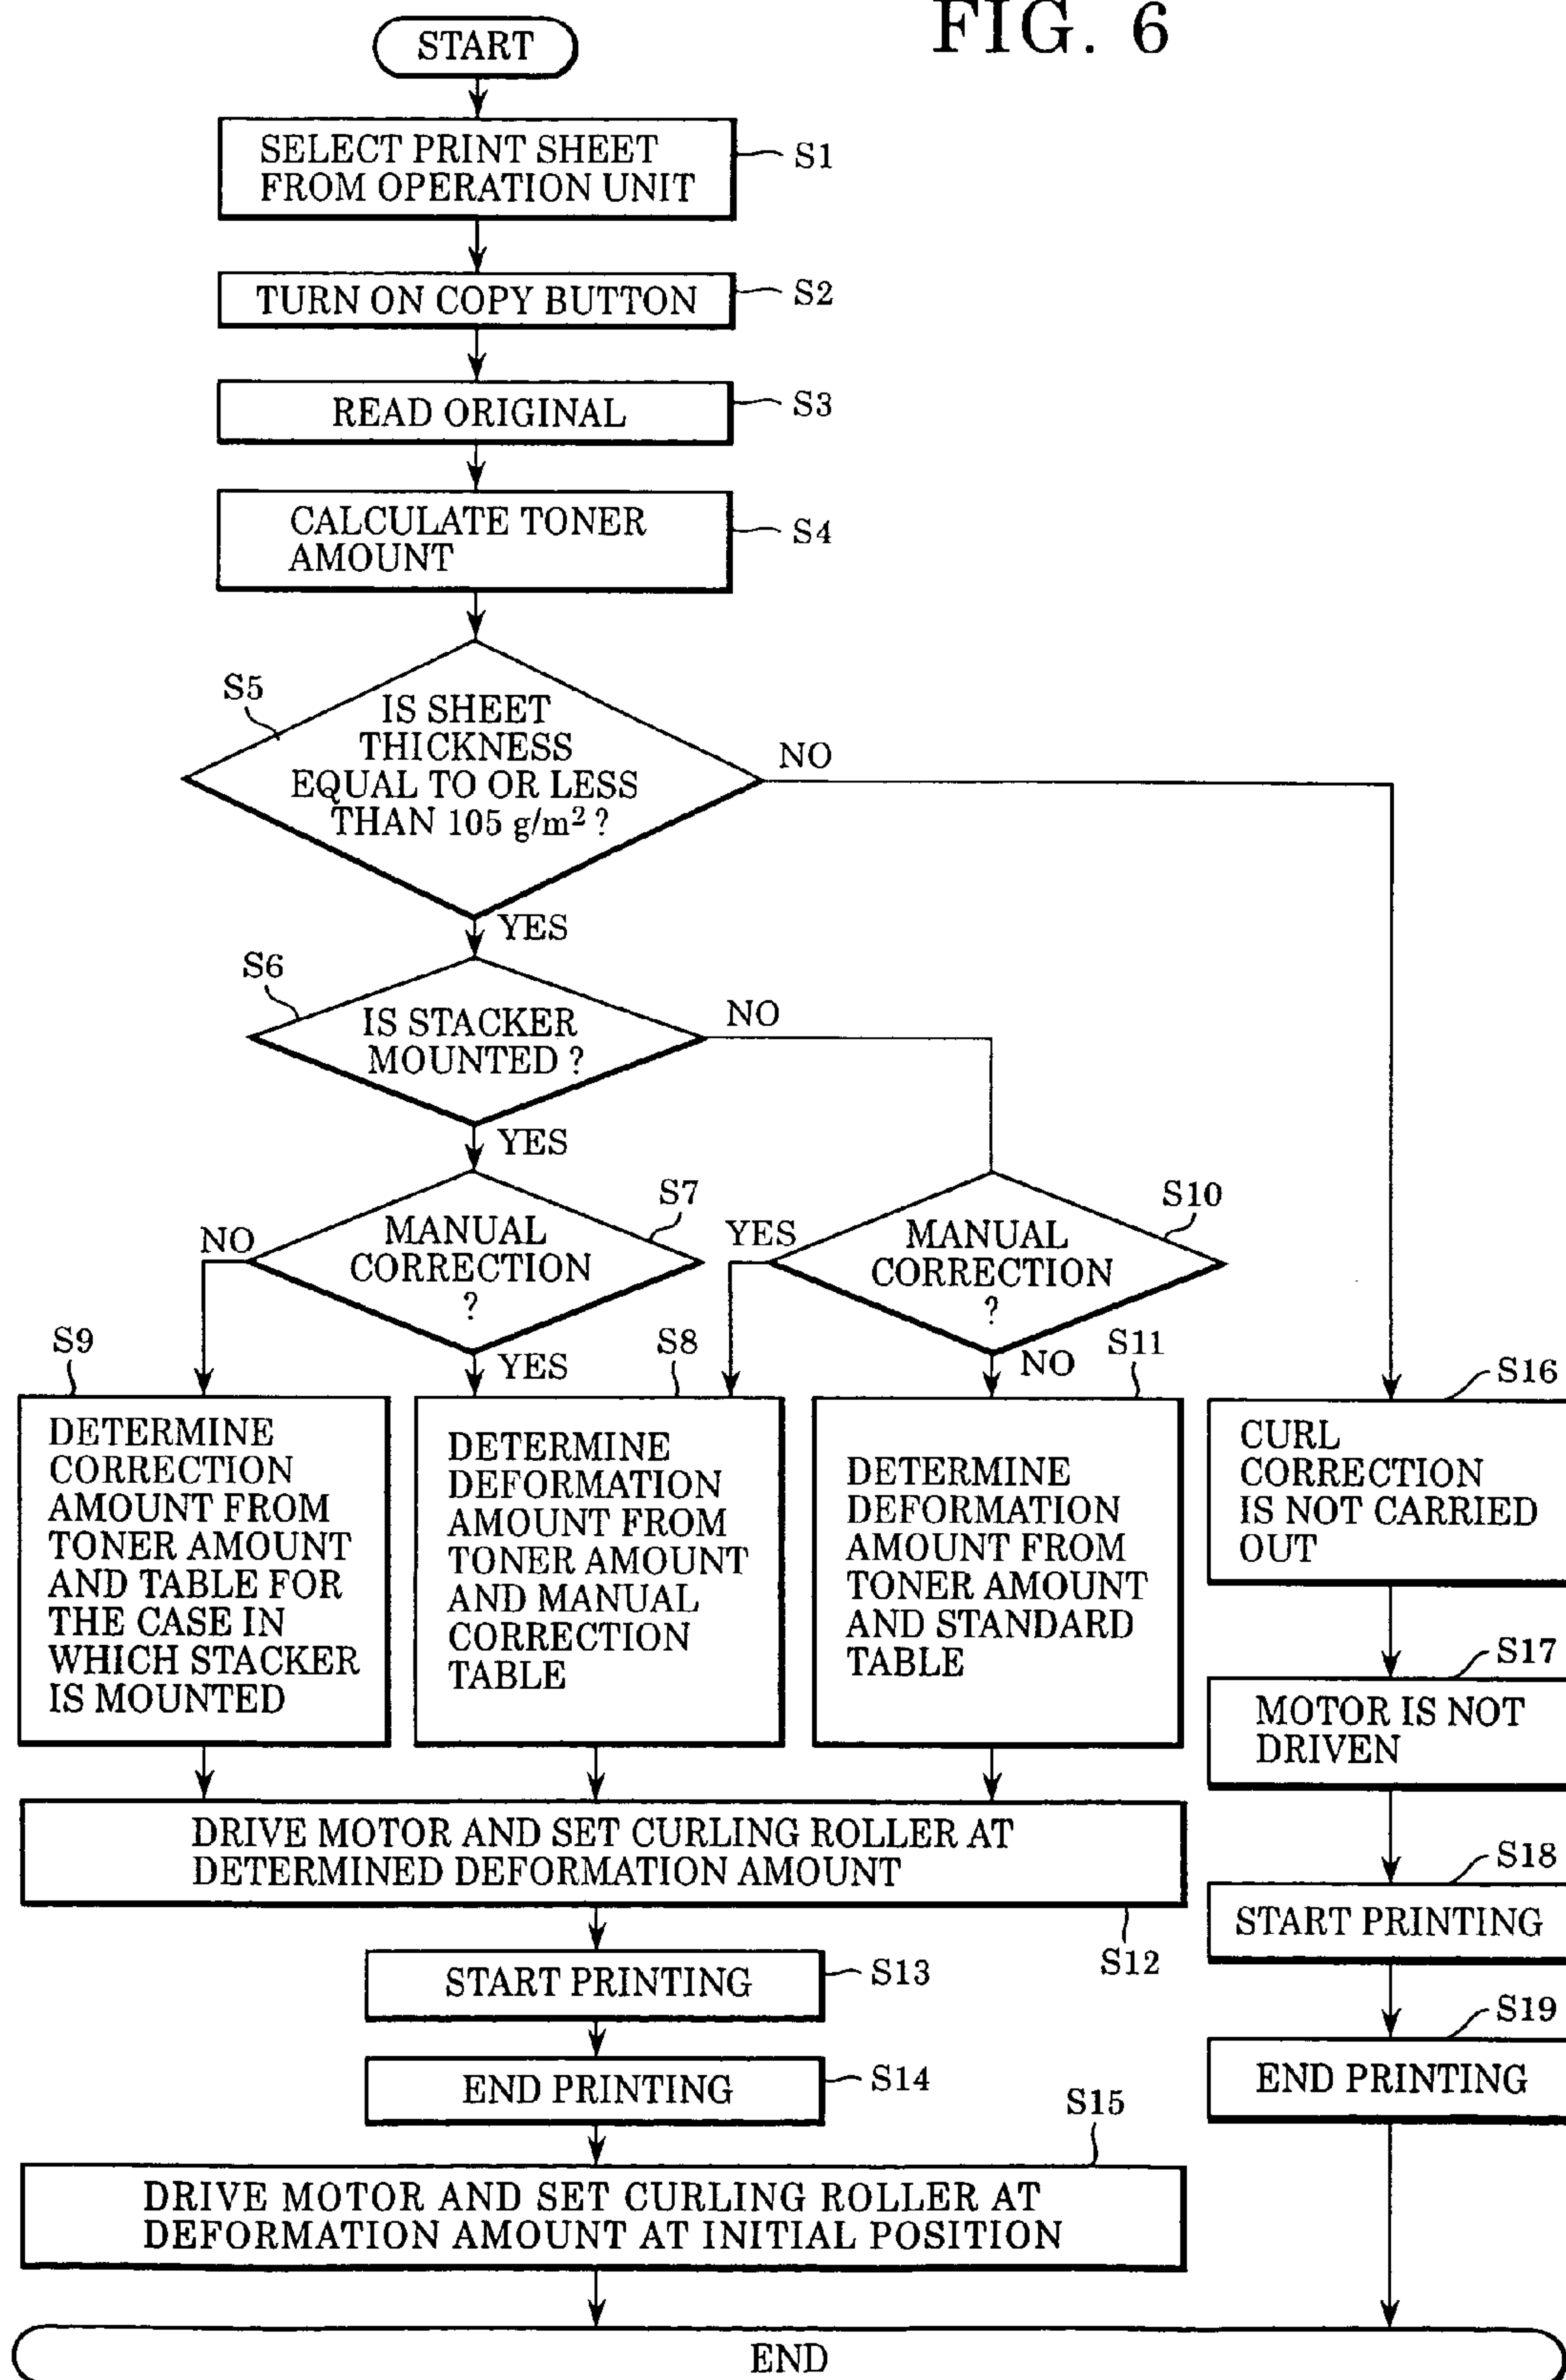 FIG. 6
START
SELECT PRINT SHEET
FROM OPERATION UNIT
S1
TURN ON COPY BUTTON
S2
READ ORIGINAL
S3
CALCULATE TONER
AMOUNT
S4
S5
IS SHEET
THICKNESS
EQUAL TO OR LESS
THAN 105 g/m² ?
NO
YES
S6
IS STACKER
MOUNTED ?
NO
YES
S7
MANUAL
CORRECTION
?
NO
YES
S10
MANUAL
CORRECTION
?
YES
NO
S9
DETERMINE
CORRECTION
AMOUNT FROM
TONER AMOUNT
AND TABLE FOR
THE CASE IN
WHICH STACKER
IS MOUNTED
S8
DETERMINE
DEFORMATION
AMOUNT FROM
TONER AMOUNT
AND MANUAL
CORRECTION
TABLE
S11
DETERMINE
DEFORMATION
AMOUNT FROM
TONER AMOUNT
AND STANDARD
TABLE
S16
CURL
CORRECTION
IS NOT CARRIED
OUT
S17
MOTOR IS NOT
DRIVEN
DRIVE MOTOR AND SET CURLING ROLLER AT
DETERMINED DEFORMATION AMOUNT
S12
S18
START PRINTING
START PRINTING
S13
S19
END PRINTING
END PRINTING
S14
S15
DRIVE MOTOR AND SET CURLING ROLLER AT
DEFORMATION AMOUNT AT INITIAL POSITION
END